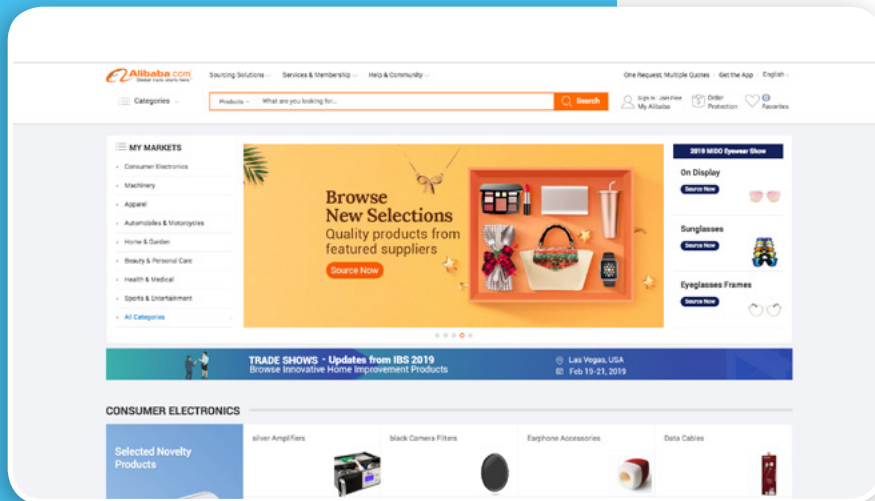 Alibaba.com
Global trade starts here.
Sourcing Solutions
Services & Membership
Help & Community
One Request, Multiple Quotes
Get the App
English
Categories
Products
What are you looking for...
Search
Sign In
Join Free
My Alibaba
Order
Protection
0
Favorites
MY MARKETS
Consumer Electronics
Machinery
Apparel
Automobiles & Motorcycles
Home & Garden
Beauty & Personal Care
Health & Medical
Sports & Entertainment
All Categories
Browse
New Selections
Quality products from
featured suppliers
Source Now
2019 MIDO Eyewear Show
On Display
Source Now
Sunglasses
Source Now
Eyeglasses Frames
Source Now
TRADE SHOWS - Updates from IBS 2019
Browse Innovative Home Improvement Products
Las Vegas, USA
Feb 19-21, 2019
CONSUMER ELECTRONICS
Selected Novelty
Products
silver Amplifiers
black Camera Filters
Earphone Accessories
Data Cables